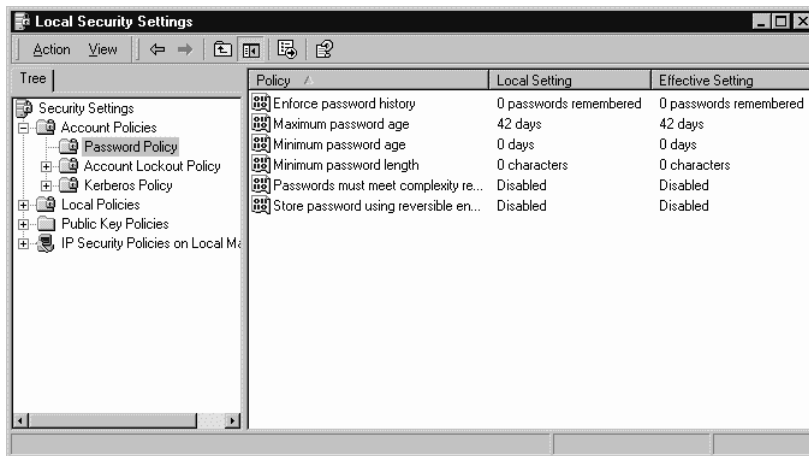 Local Security Settings
Action View
Tree
Policy Local Setting Effective Setting
Security Settings
Account Policies
Password Policy
Account Lockout Policy
Kerberos Policy
Local Policies
Public Key Policies
IP Security Policies on Local Ma
Enforce password history 0 passwords remembered 0 passwords remembered
Maximum password age 42 days 42 days
Minimum password age 0 days 0 days
Minimum password length 0 characters 0 characters
Passwords must meet complexity re... Disabled Disabled
Store password using reversible en... Disabled Disabled